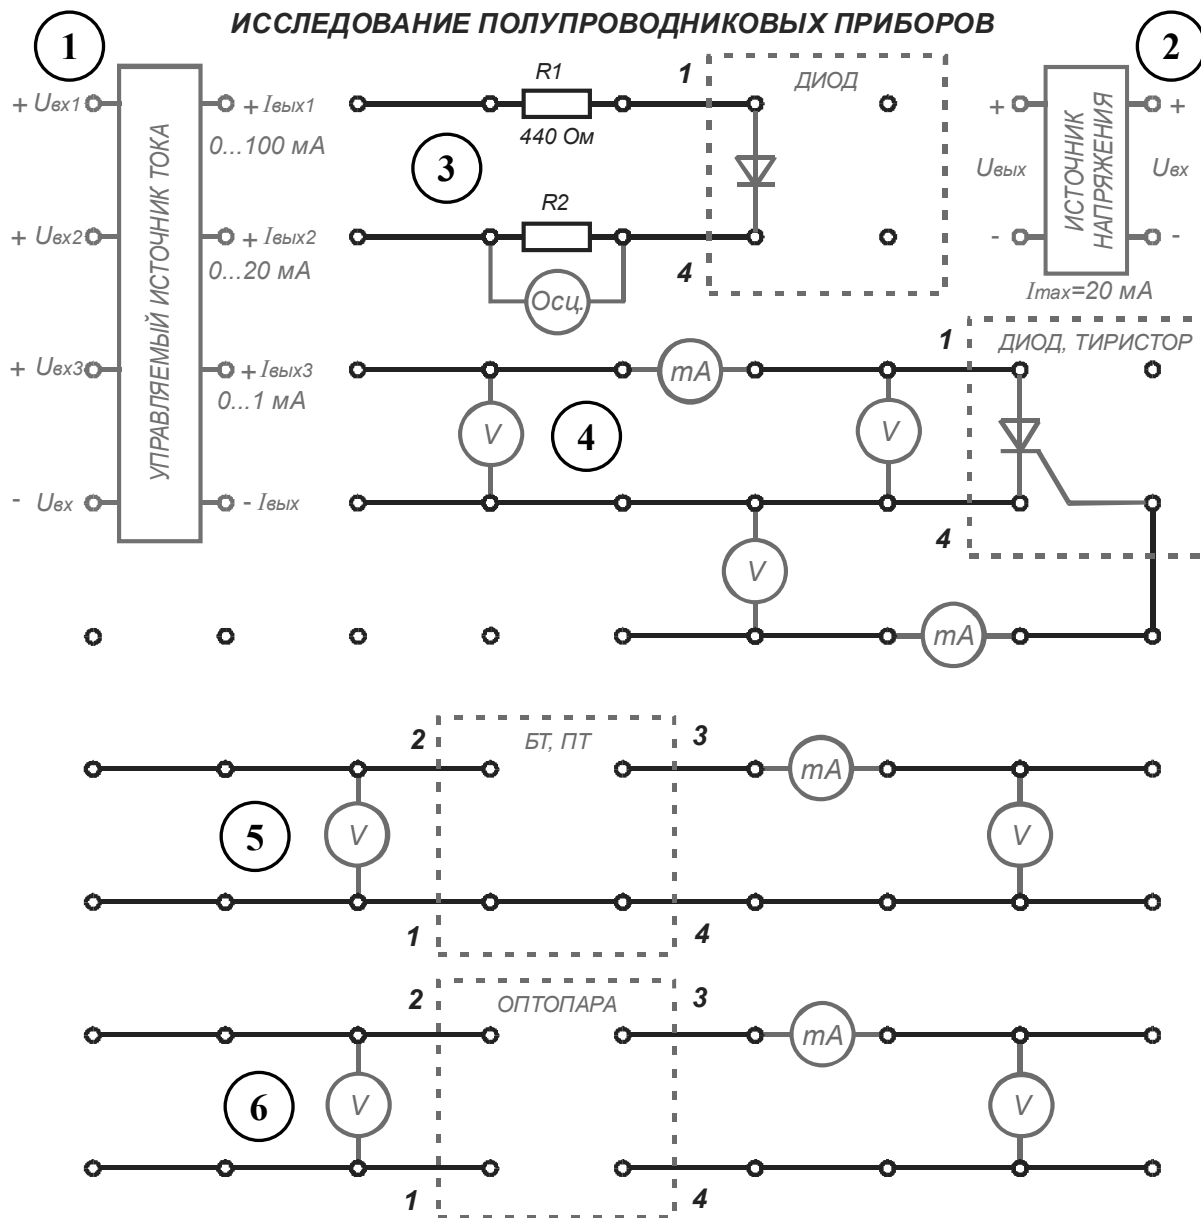 ИССЛЕДОВАНИЕ ПОЛУПРОВОДНИКОВЫХ ПРИБОРОВ
1
2
+ Uвх1
+ Iвых1
0...100 мА
+ Uвх2
+ Iвых2
0...20 мА
+ Uвх3
+ Iвых3
0...1 мА
- Uвх
- Iвых
УПРАВЛЯЕМЫЙ ИСТОЧНИК ТОКА
R1
440 Ом
3
R2
Осц.
1
ДИОД
4
+
+
Uвых
Uвх
-
-
ИСТОЧНИК
НАПРЯЖЕНИЯ
Imax=20 мА
1
ДИОД, ТИРИСТОР
mA
V
4
V
4
V
mA
2
БТ, ПТ
3
mA
5
V
V
1
4
2
ОПТОПАРА
3
mA
6
V
V
1
4